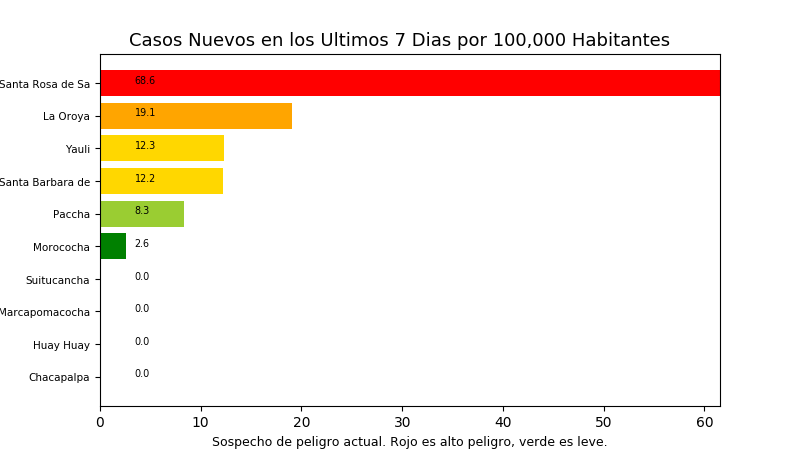 Casos Nuevos en los Ultimos 7 Dias por 100,000 Habitantes
Santa Rosa de Sa 68.6
La Oroya 19.1
Yauli 12.3
Santa Barbara de 12.2
Paccha 8.3
Morococha 2.6
Suitucancha 0.0
Marcapomacocha 0.0
Huay Huay 0.0
Chacapalpa 0.0
0 10 20 30 40 50 60
Sospecho de peligro actual. Rojo es alto peligro, verde es leve.